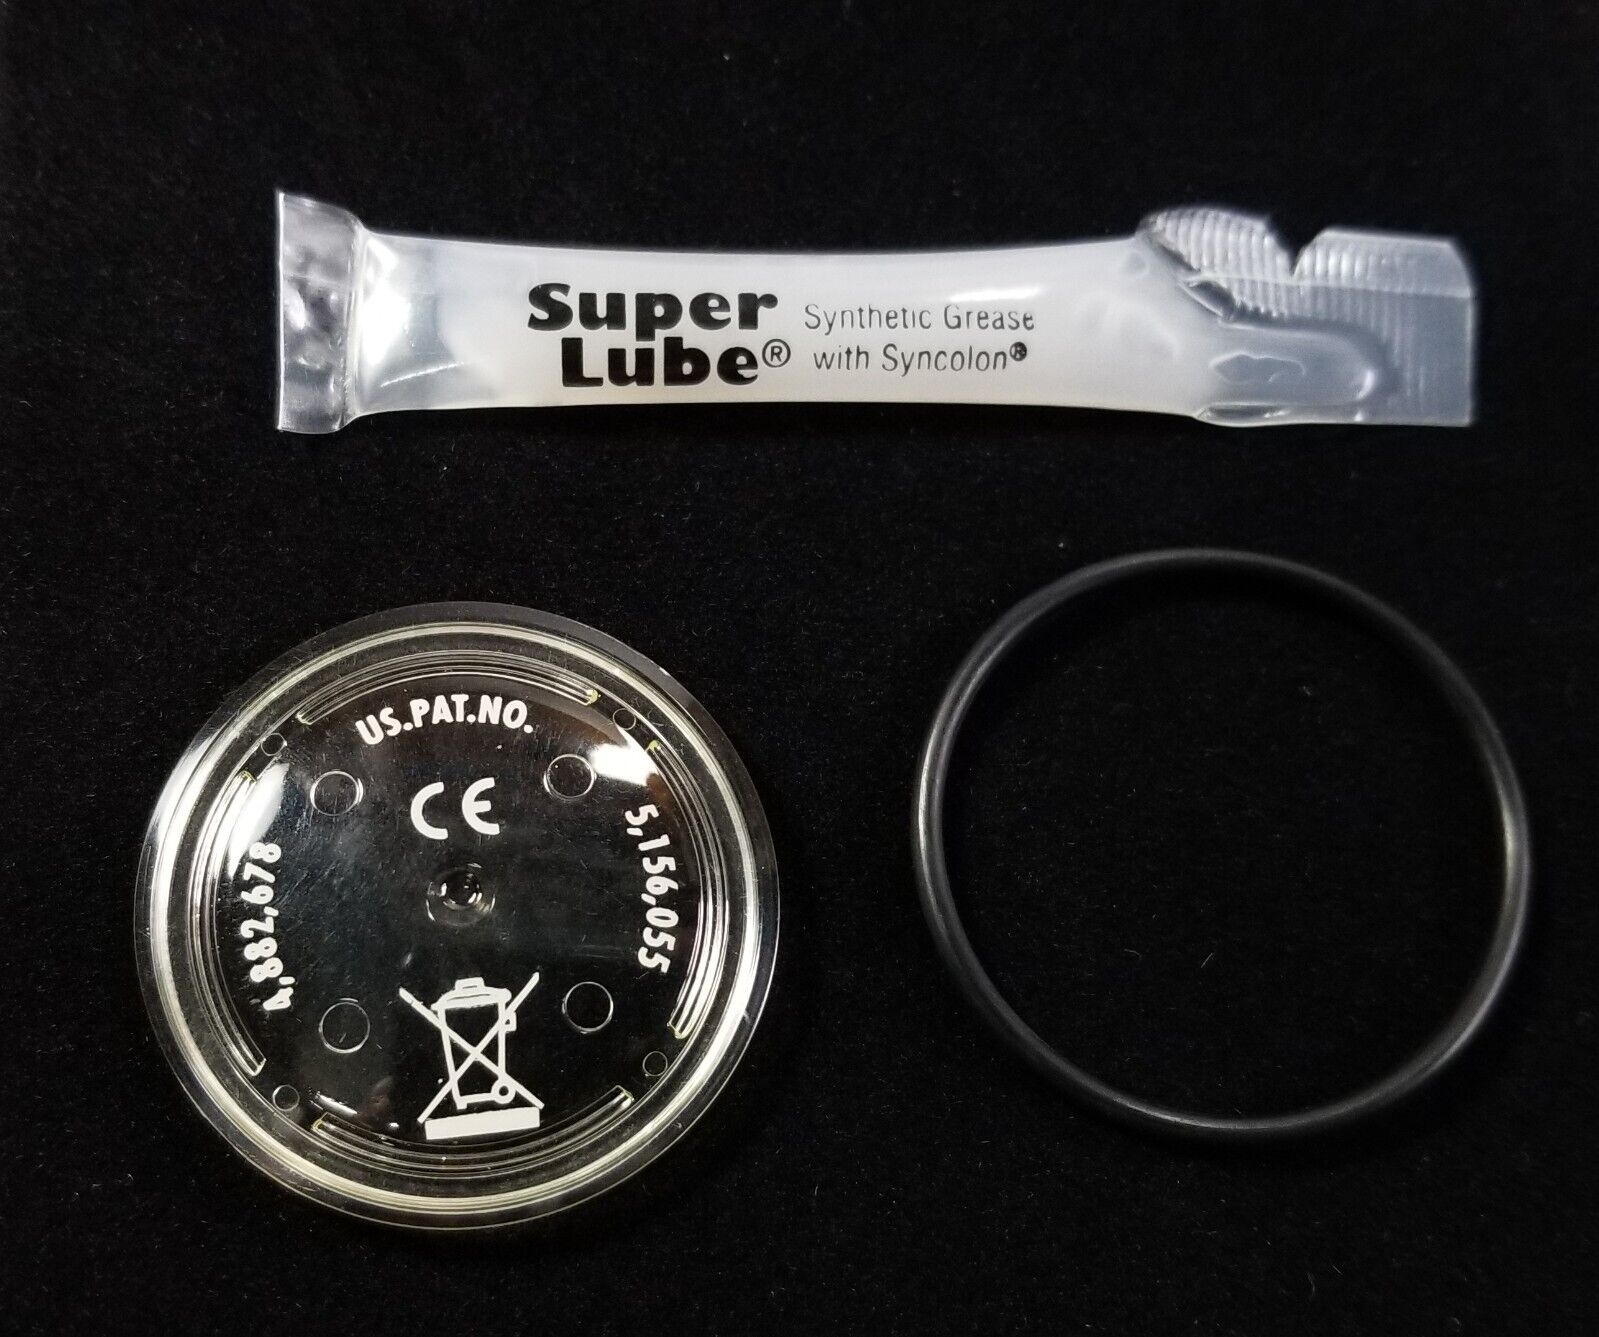 Super Synthetic Grease
Lube® with Syncolon®
US.PAT.NO.
CE
5,156,055
4,882,678